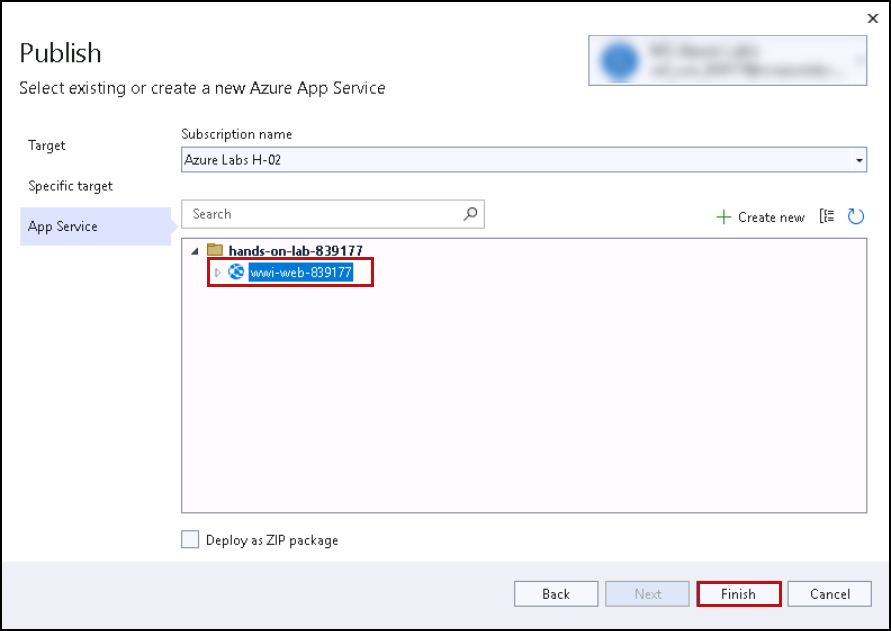 Publish
Select existing or create a new Azure App Service
Target
Specific target
App Service
Subscription name
Azure Labs H-02
Search
Create new
hands-on-lab-839177
wwi-web-839177
Deploy as ZIP package
Back
Next
Finish
Cancel